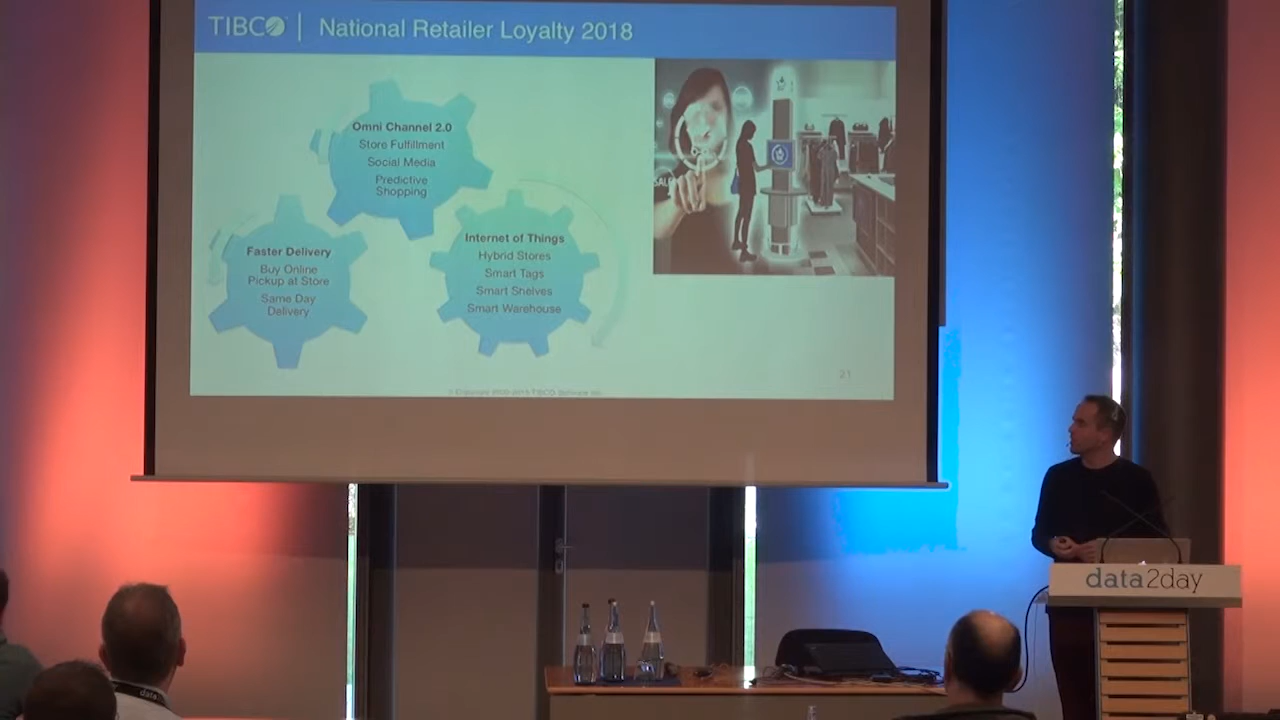 TIBCO | National Retailer Loyalty 2018
Omni Channel 2.0
Store Fulfillment
Social Media
Predictive
Shopping
Faster Delivery
Buy Online
Pickup at Store
Same Day
Delivery
Internet of Things
Hybrid Stores
Smart Tags
Smart Shelves
Smart Warehouse
21
data2day
data